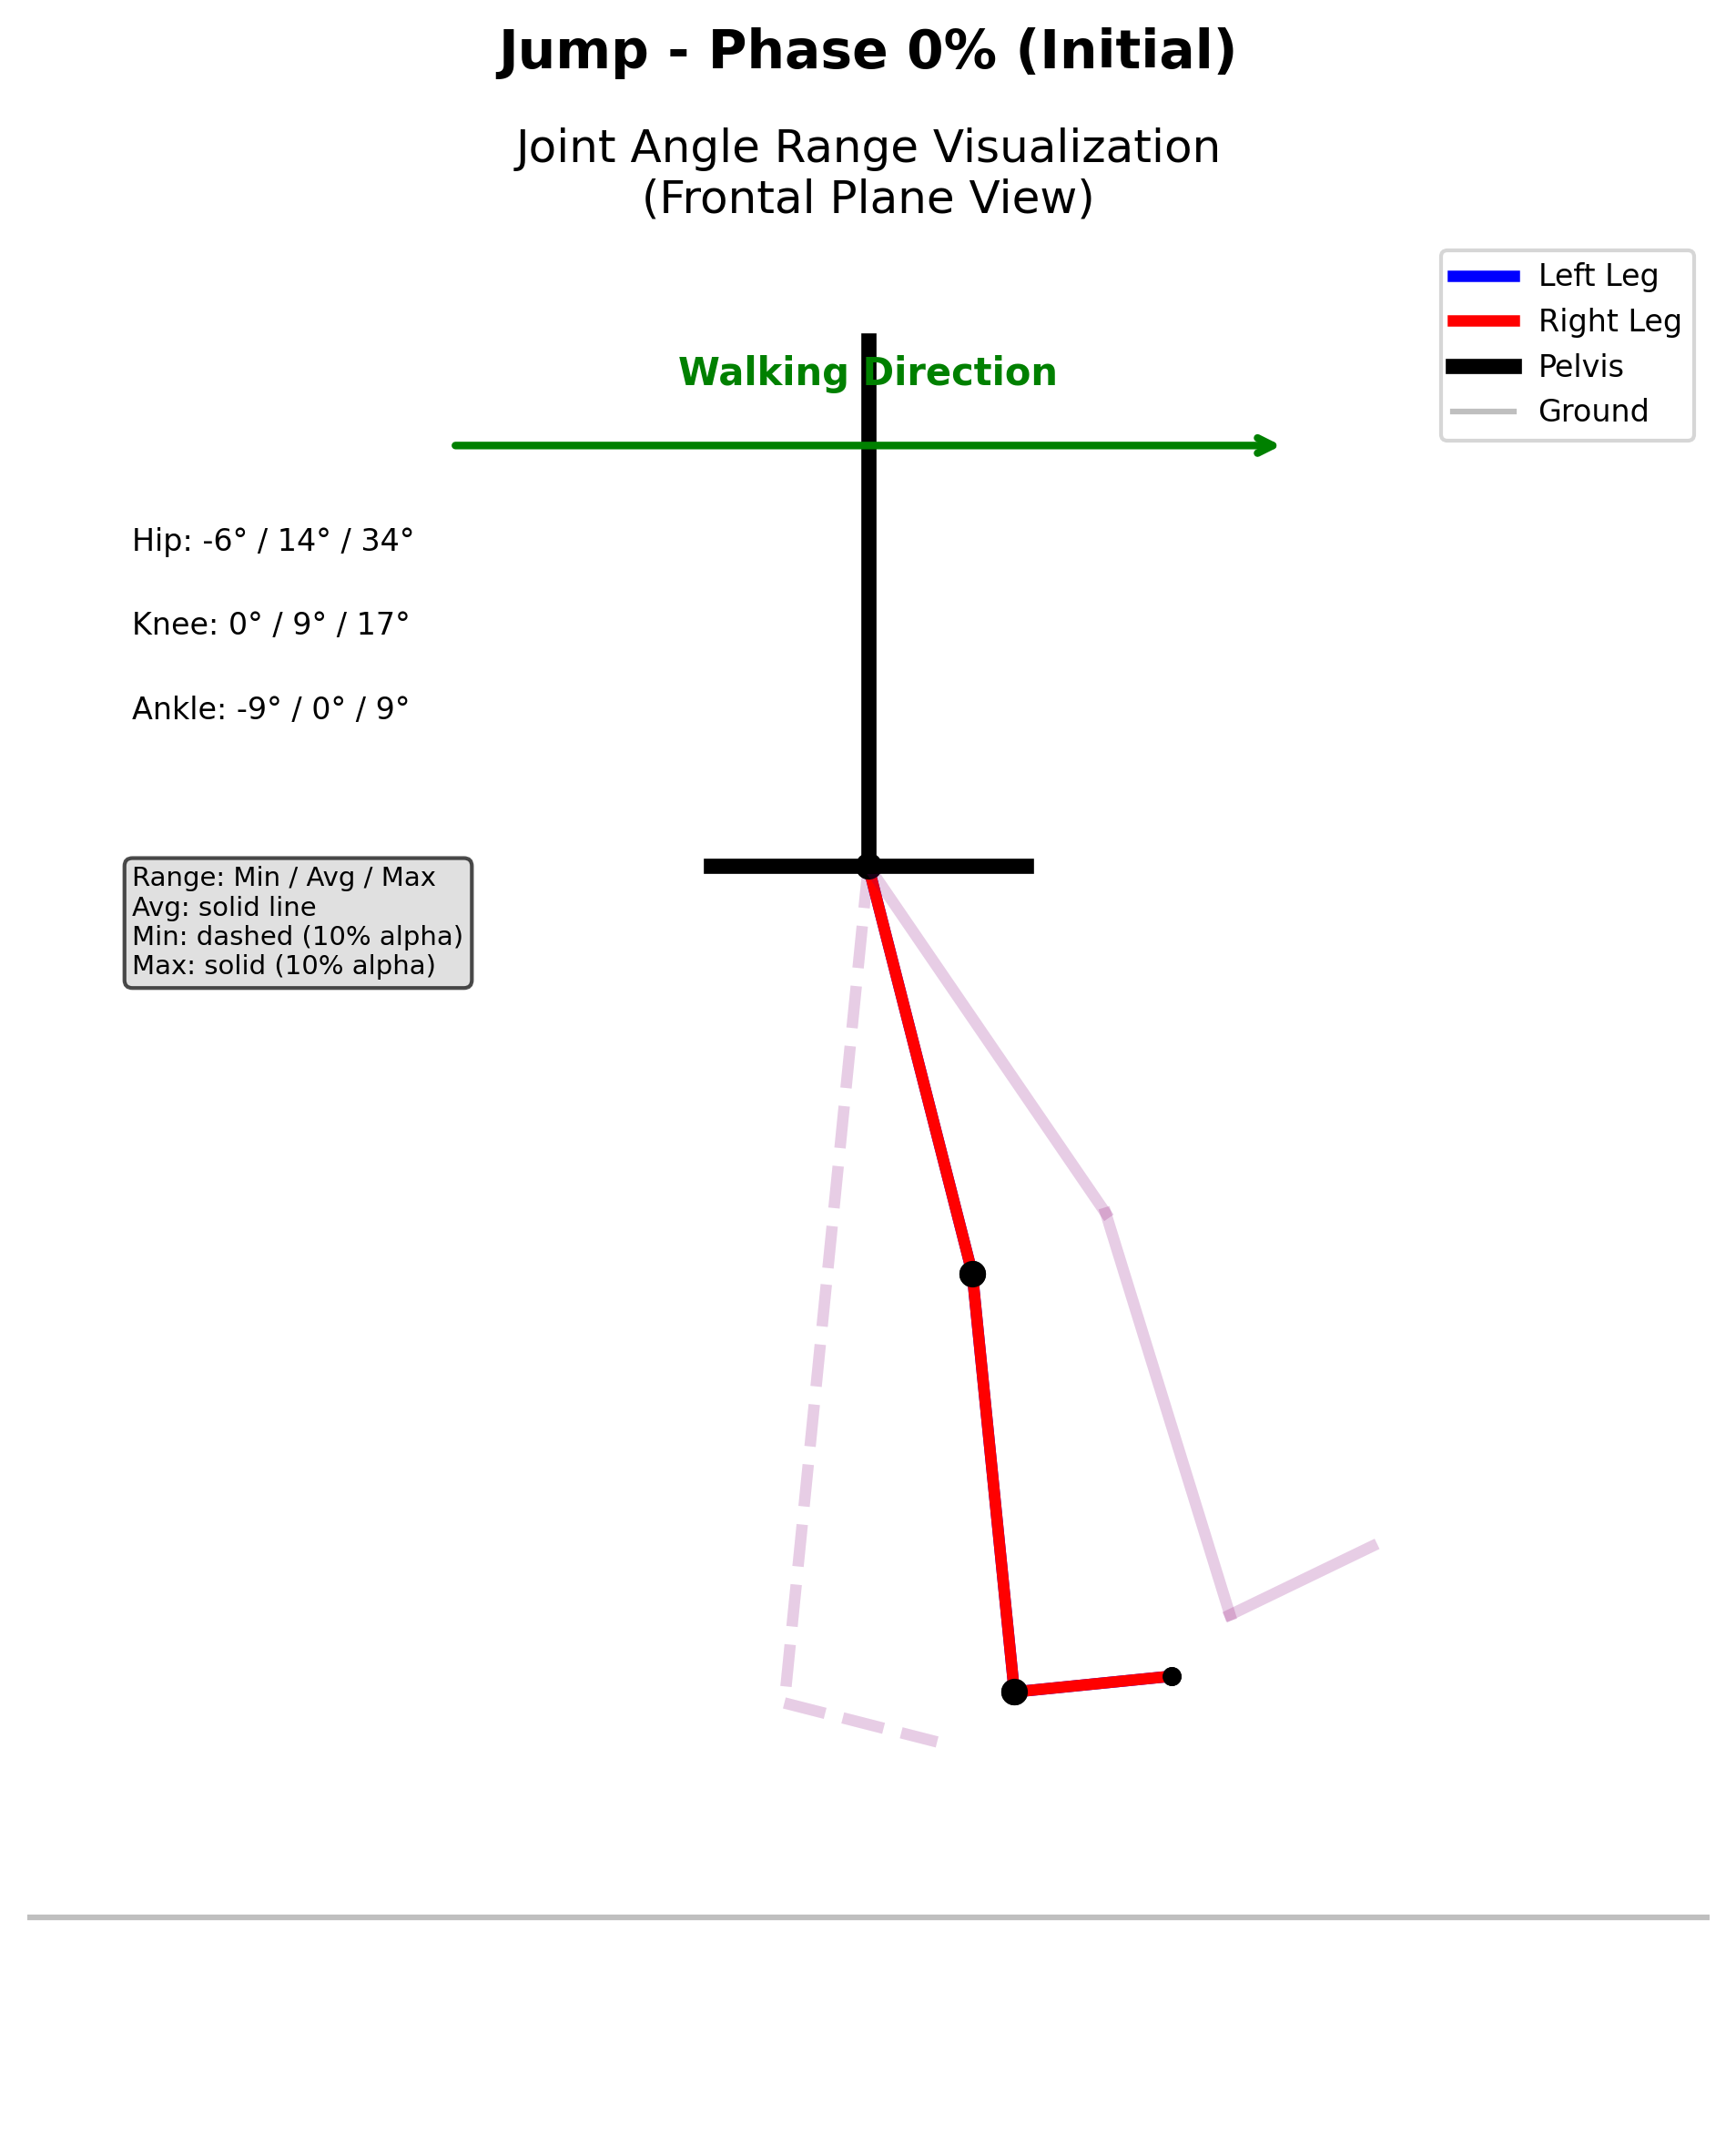 Jump - Phase 0% (Initial)
Joint Angle Range Visualization
(Frontal Plane View)
Left Leg
Right Leg
Pelvis
Ground
Walking Direction
Hip: -6° / 14° / 34°
Knee: 0° / 9° / 17°
Ankle: -9° / 0° / 9°
Range: Min / Avg / Max
Avg: solid line
Min: dashed (10% alpha)
Max: solid (10% alpha)